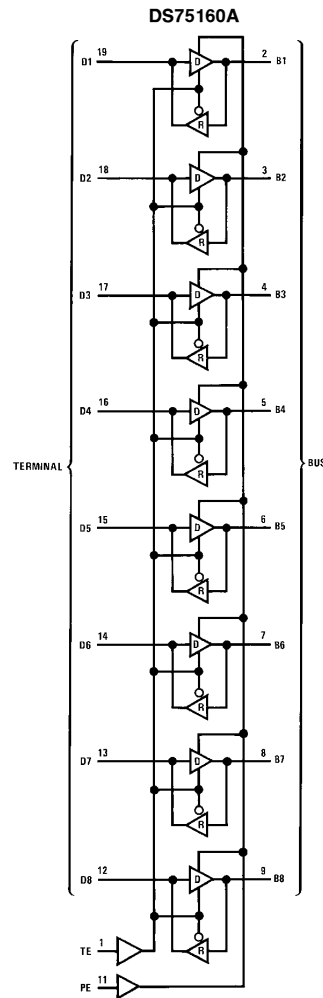 DS75160A
D1 19 D 2 B1
R
D2 18 D 3 B2
R
D3 17 D 4 B3
R
D4 16 D 5 B4
R
TERMINAL BUS
D5 15 D 6 B5
R
D6 14 D 7 B6
R
D7 13 D 8 B7
R
D8 12 D 9 B8
R
TE 1
PE 11